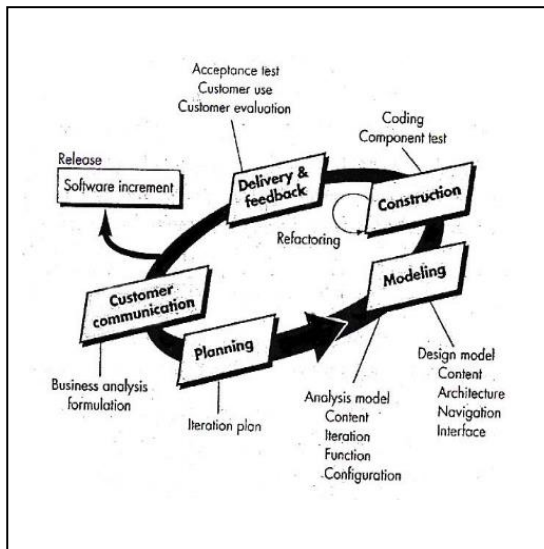 Acceptance test
Customer use
Customer evaluation
Coding
Component test
Release
Software increment
Delivery &
feedback
Construction
Refactoring
Customer
communication
Modeling
Planning
Business analysis
formulation
Iteration plan
Analysis model
Content
Iteration
Function
Configuration
Design model
Content
Architecture
Navigation
Interface